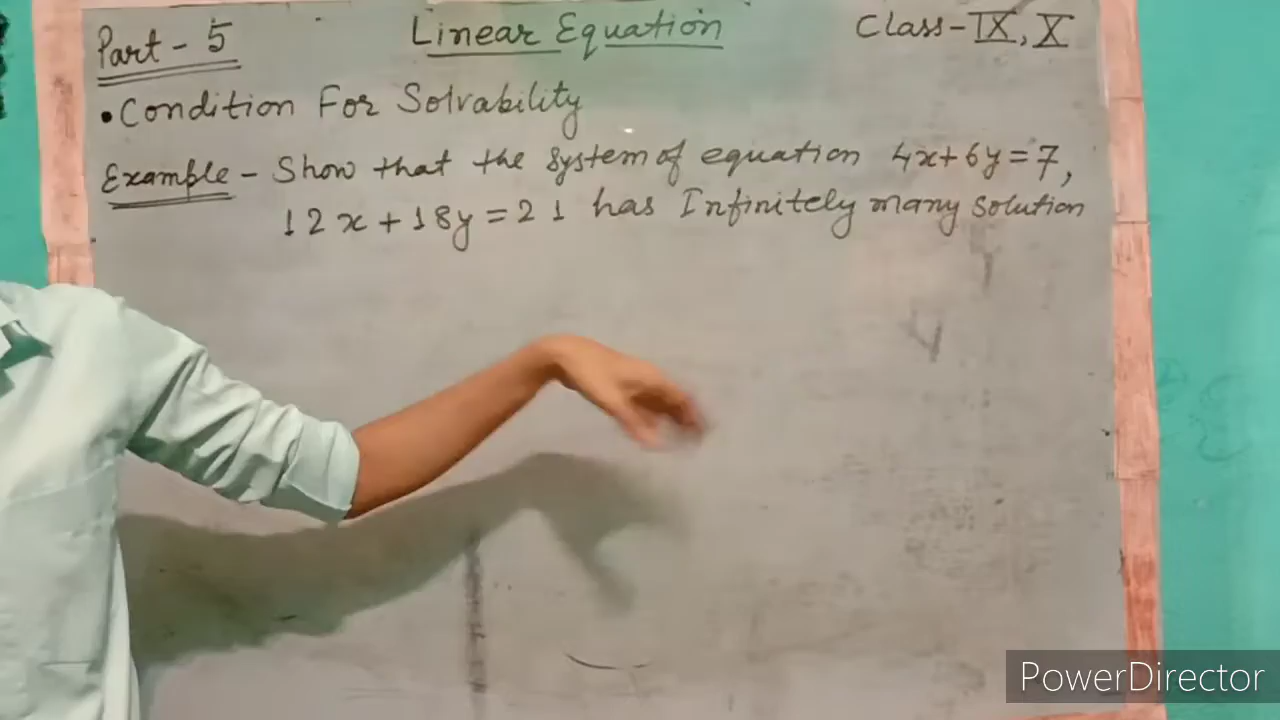 Part - 5 Linear Equation Class - IX, X
• Condition For Solvability
Example - Show that the system of equation 4x + 6y = 7,
12x + 18y = 21 has Infinitely many solution
PowerDirector